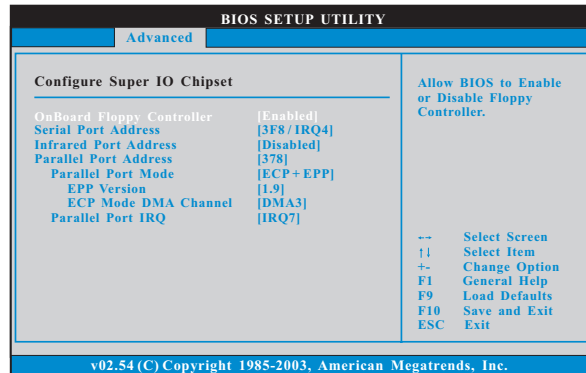 BIOS SETUP UTILITY
Advanced
Configure Super IO Chipset
OnBoard Floppy Controller [Enabled]
Serial Port Address [3F8 / IRQ4]
Infrared Port Address [Disabled]
Parallel Port Address [378]
Parallel Port Mode [ECP + EPP]
EPP Version [1.9]
ECP Mode DMA Channel [DMA3]
Parallel Port IRQ [IRQ7]
Allow BIOS to Enable
or Disable Floppy
Controller.
←→ Select Screen
↑↓ Select Item
+- Change Option
F1 General Help
F9 Load Defaults
F10 Save and Exit
ESC Exit
v02.54 (C) Copyright 1985-2003, American Megatrends, Inc.